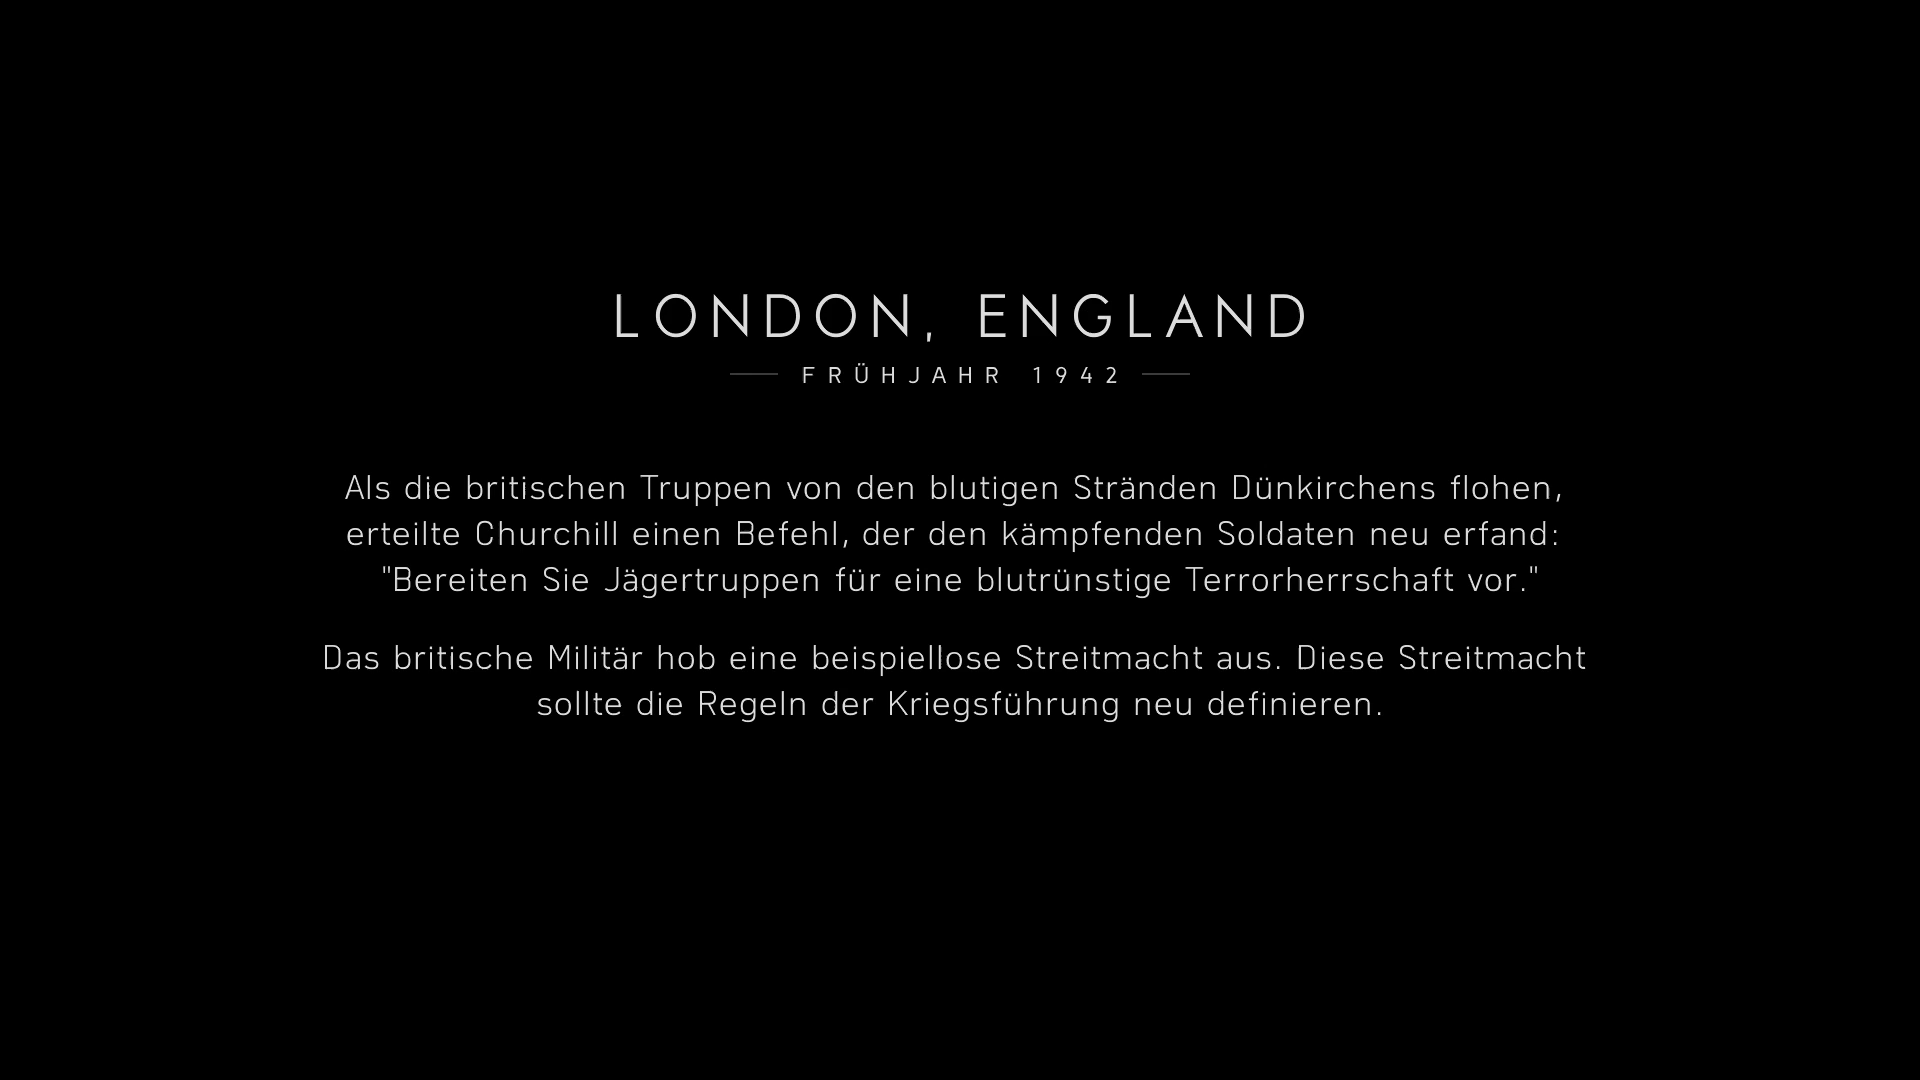 LONDON, ENGLAND
FRÜHJAHR 1942
Als die britischen Truppen von den blutigen Stränden Dünkirchens flohen,
erteilte Churchill einen Befehl, der den kämpfenden Soldaten neu erfand:
"Bereiten Sie Jägertruppen für eine blutrünstige Terrorherrschaft vor."
Das britische Militär hob eine beispiellose Streitmacht aus. Diese Streitmacht
sollte die Regeln der Kriegsführung neu definieren.